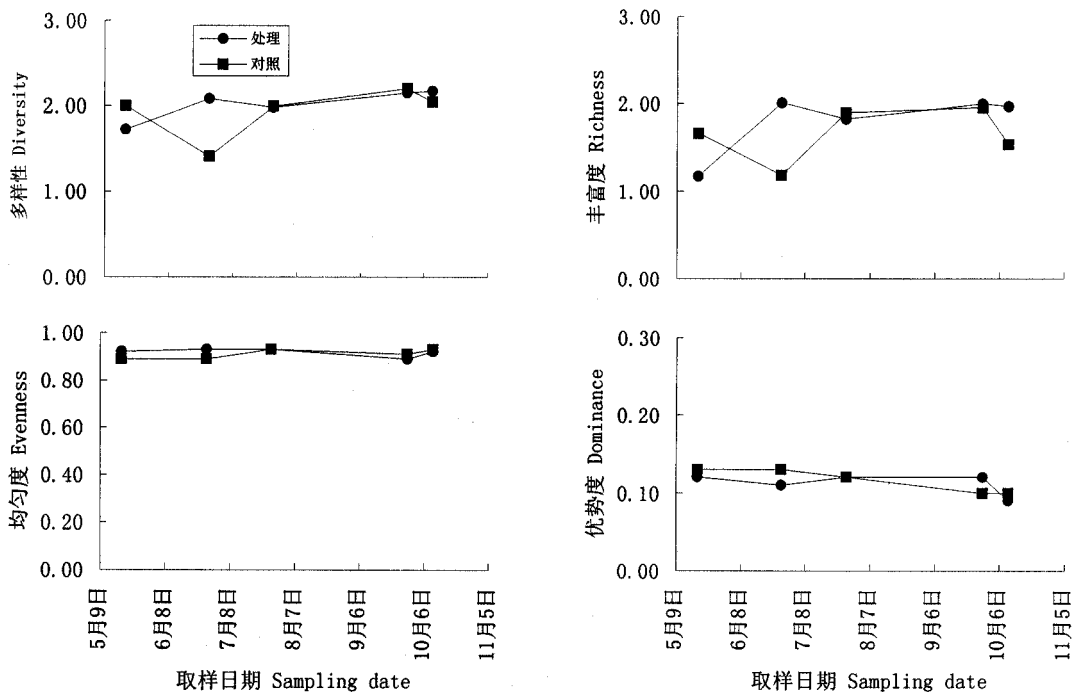 3.00
2.00
1.00
0.00
多样性 Diversity
处理
对照
3.00
2.00
1.00
0.00
丰富度 Richness
1.00
0.80
0.60
0.40
0.20
0.00
均匀度 Evenness
5月9日
6月8日
7月8日
8月7日
9月6日
10月6日
11月5日
取样日期 Sampling date
0.30
0.20
0.10
0.00
优势度 Dominance
5月9日
6月8日
7月8日
8月7日
9月6日
10月6日
11月5日
取样日期 Sampling date